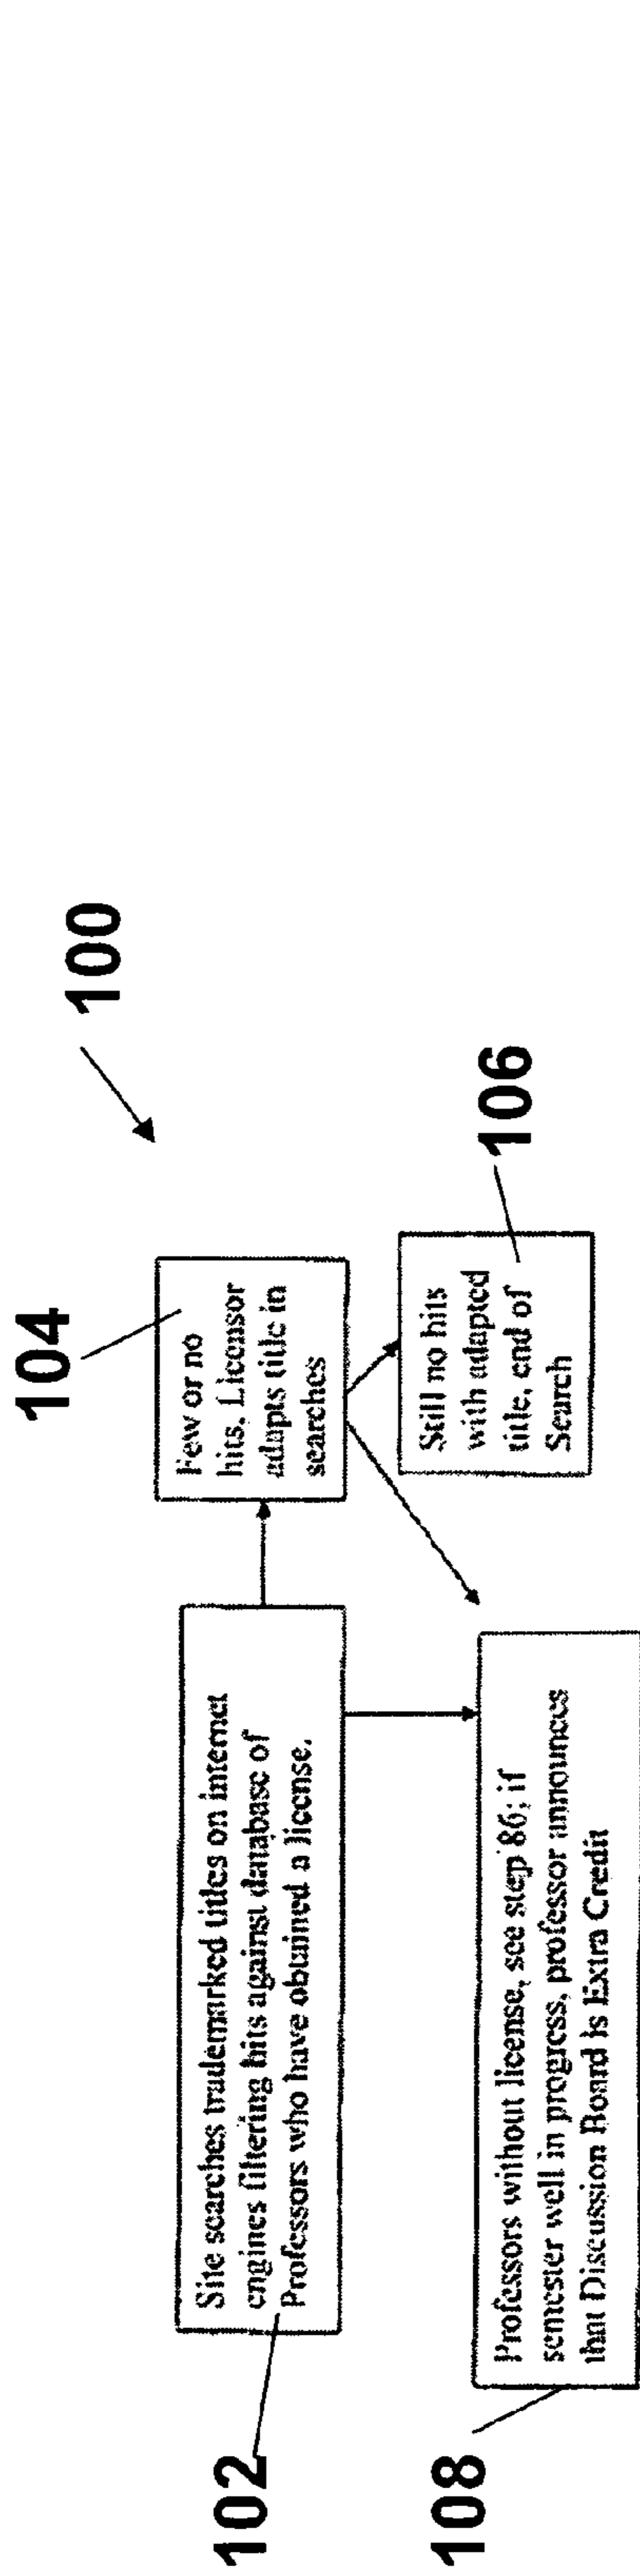 100
104
Few or no
hits. Licensor
adapts title in
searches
102
Site searches trademarked titles on internet
engines filtering hits against database of
Professors who have obtained a license.
106
Still no hits
with adapted
title, end of
Search
108
Professors without license, see step 86; if
semester well in progress, professor announces
that Discussion Board is Extra Credit